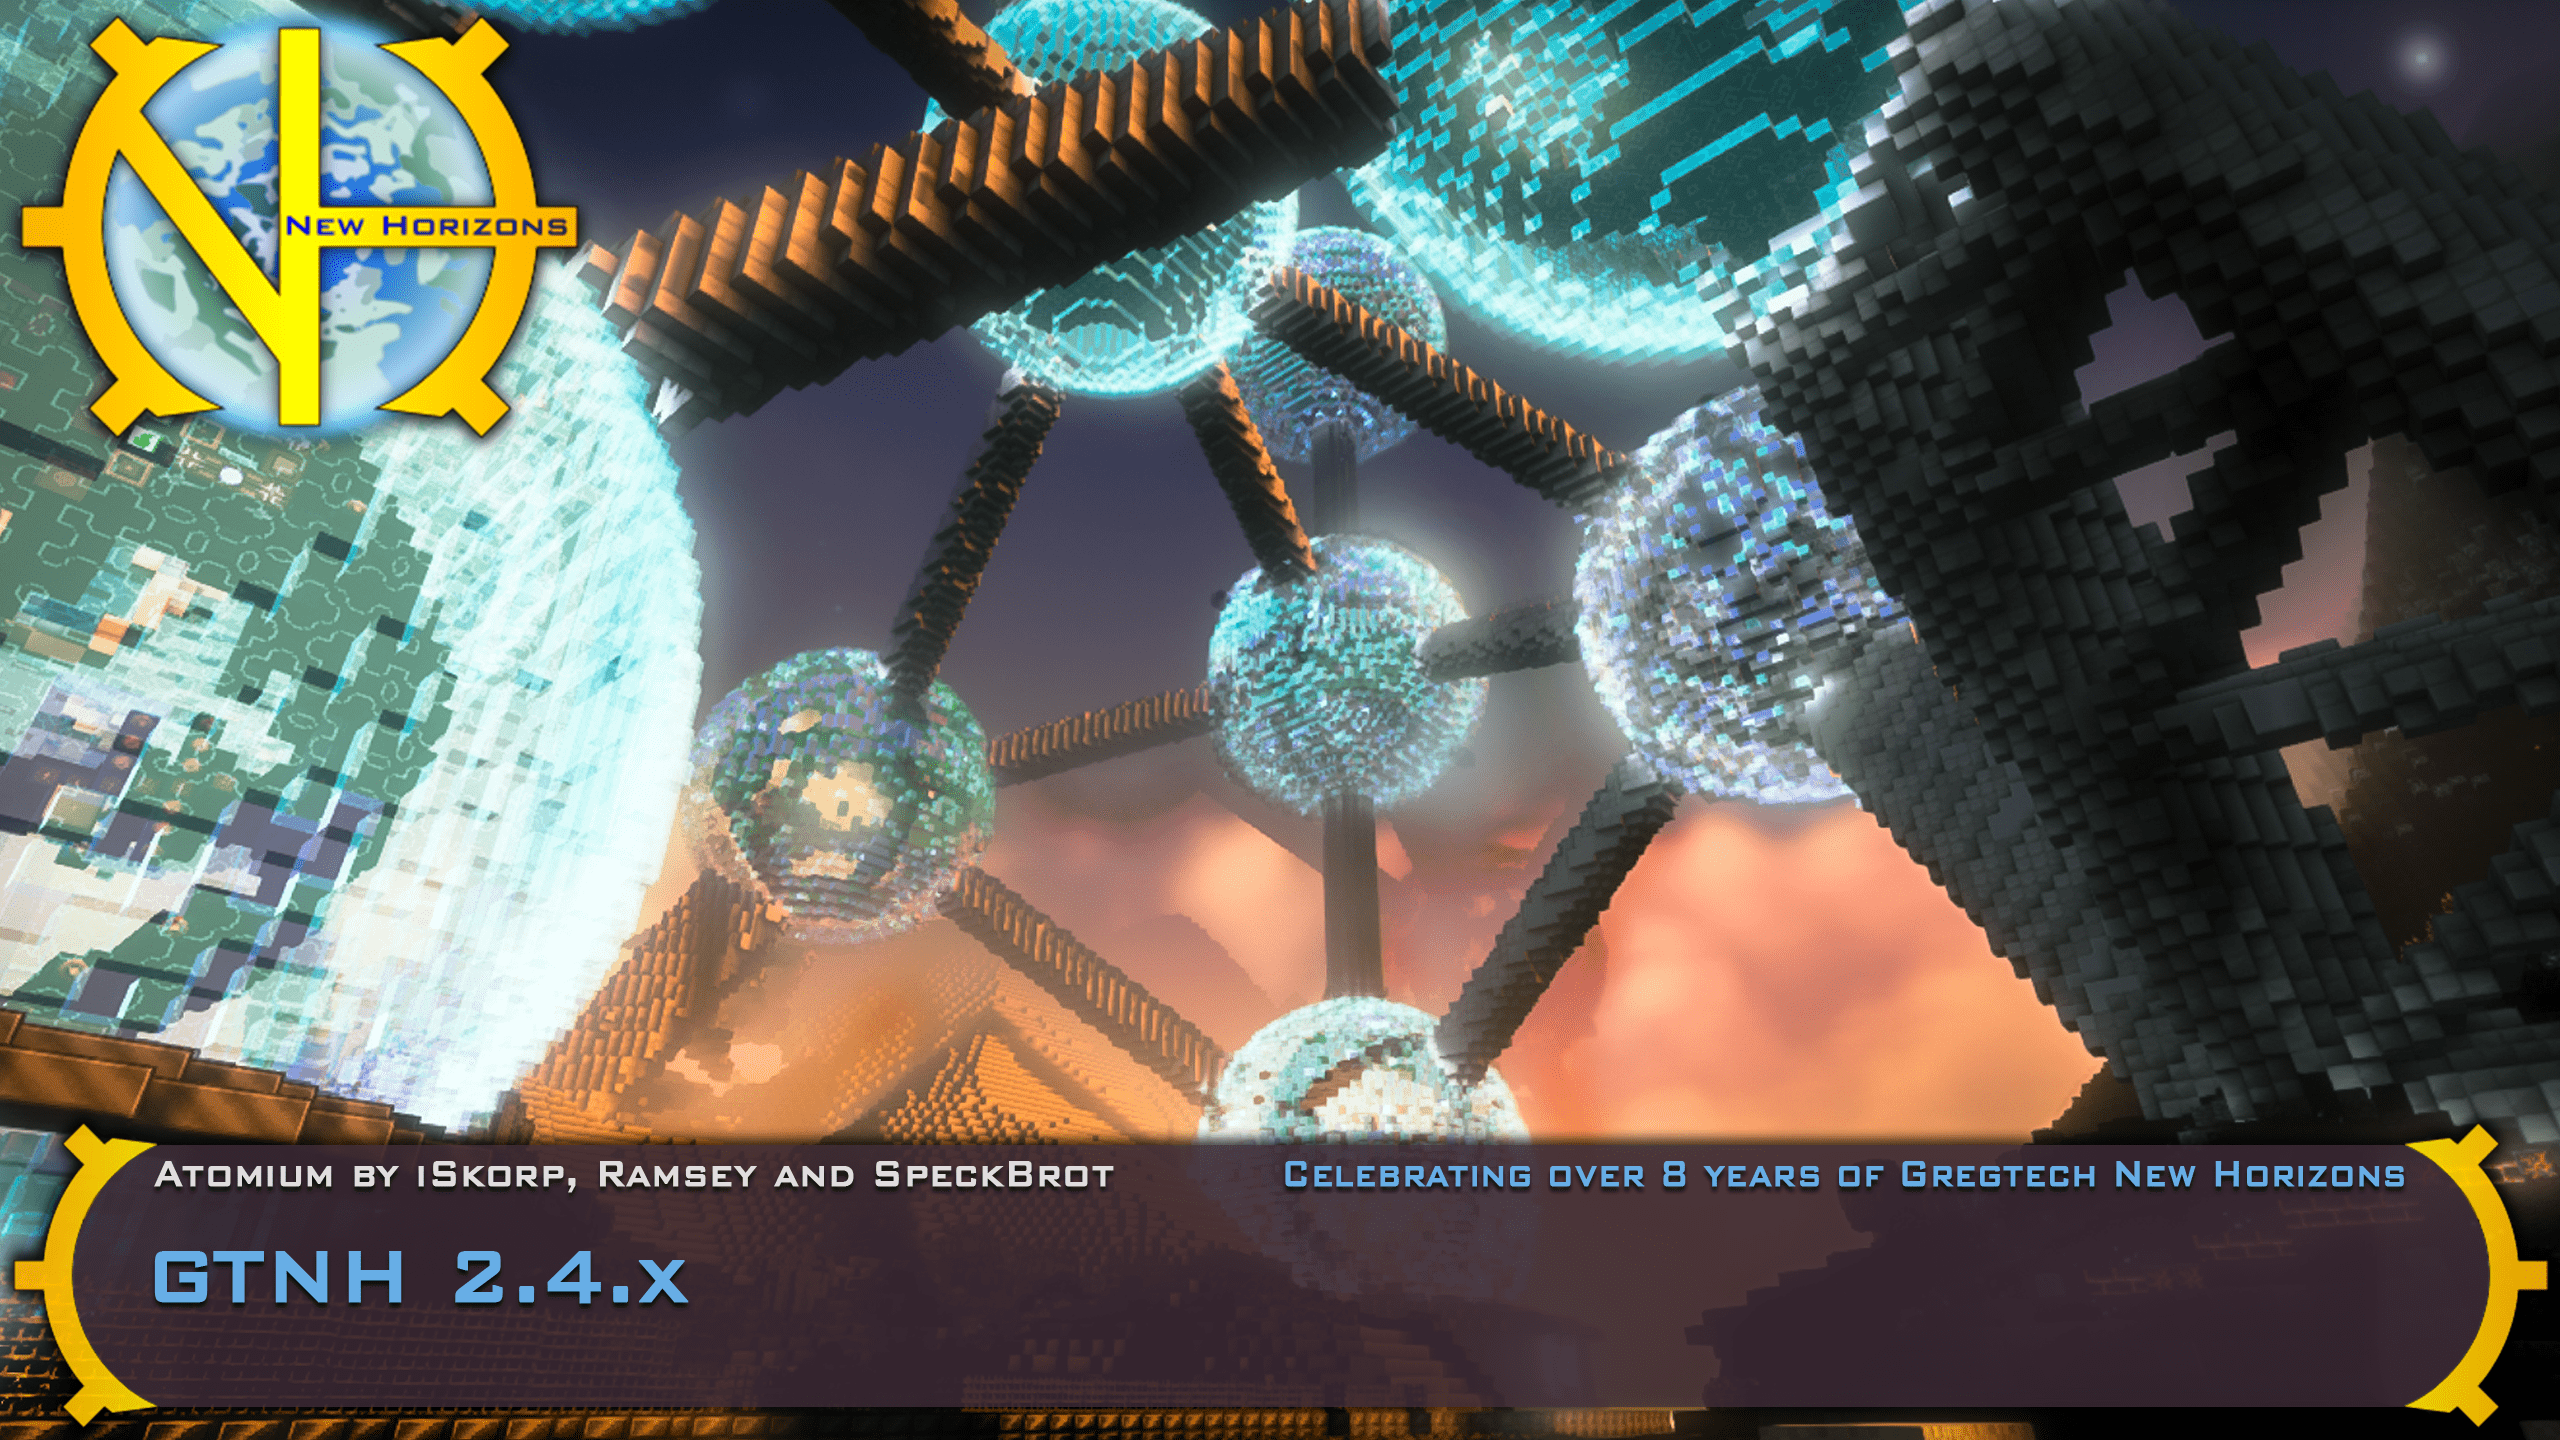 New Horizons
Atomium by iSkorp, Ramsey and SpeckBrot
Celebrating over 8 years of Gregtech New Horizons
GTNH 2.4.x